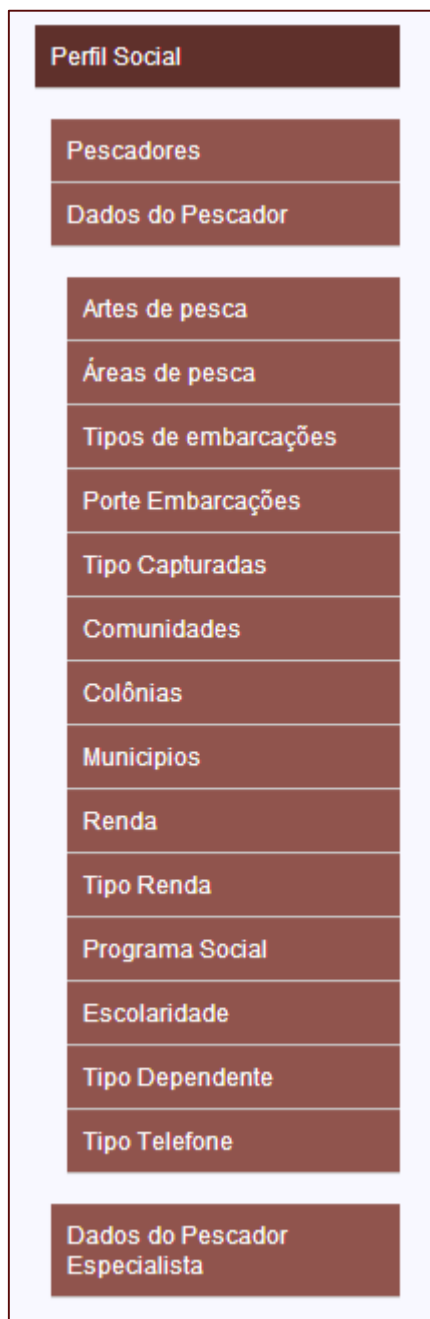 Perfil Social
Pescadores
Dados do Pescador
Artes de pesca
Áreas de pesca
Tipos de embarcações
Porte Embarcações
Tipo Capturadas
Comunidades
Colônias
Municipios
Renda
Tipo Renda
Programa Social
Escolaridade
Tipo Dependente
Tipo Telefone
Dados do Pescador
Especialista